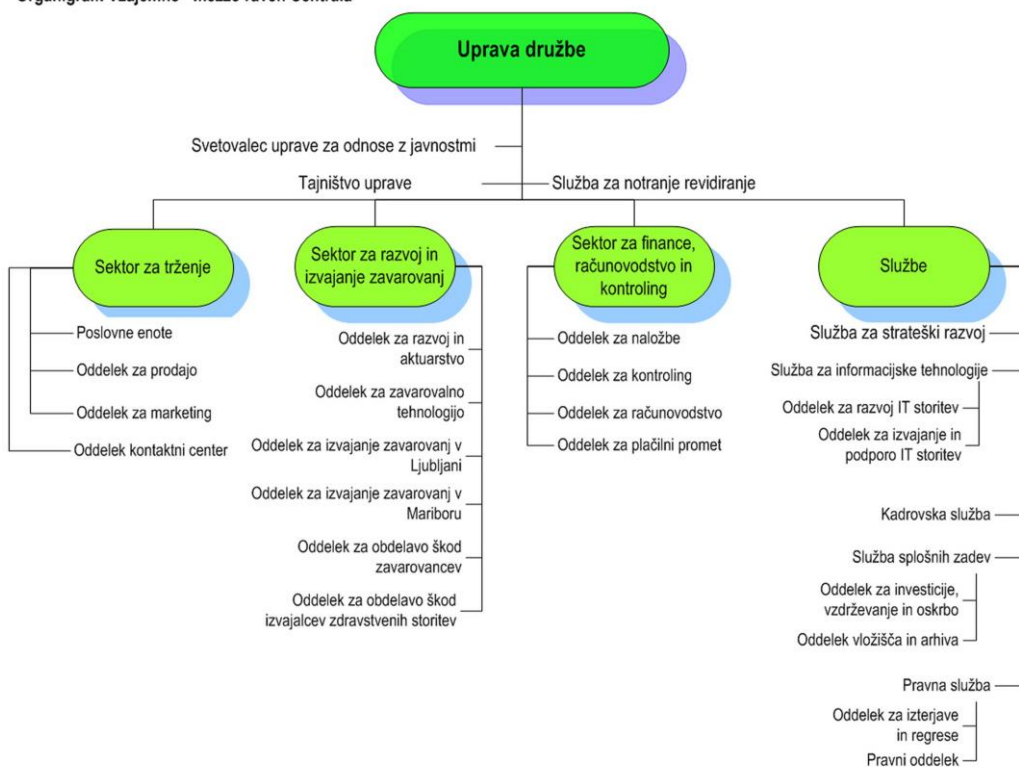 Uprava družbe
Svetovalec uprave za odnose z javnostmi
Tajništvo uprave
Služba za notranje revidiranje
Sektor za trženje
Poslovne enote
Oddelek za prodajo
Oddelek za marketing
Oddelek kontaktni center
Sektor za razvoj in
izvajanje zavarovanj
Oddelek za razvoj in
aktuarstvo
Oddelek za zavarovalno
tehnologijo
Oddelek za izvajanje zavarovanj v
Ljubljani
Oddelek za izvajanje zavarovanj v
Mariboru
Oddelek za obdelavo škod
zavarovancev
Oddelek za obdelavo škod
izvajalcev zdravstvenih storitev
Sektor za finance,
računovodstvo in
kontroling
Oddelek za naložbe
Oddelek za kontroling
Oddelek za računovodstvo
Oddelek za plačilni promet
Službe
Služba za strateški razvoj
Služba za informacijske tehnologije
Oddelek za razvoj IT storitev
Oddelek za izvajanje in
podporo IT storitev
Kadrovska služba
Služba splošnih zadev
Oddelek za investicije,
vzdrževanje in oskrbo
Oddelek vložišča in arhiva
Pravna služba
Oddelek za izterjave
in regrese
Pravni oddelek